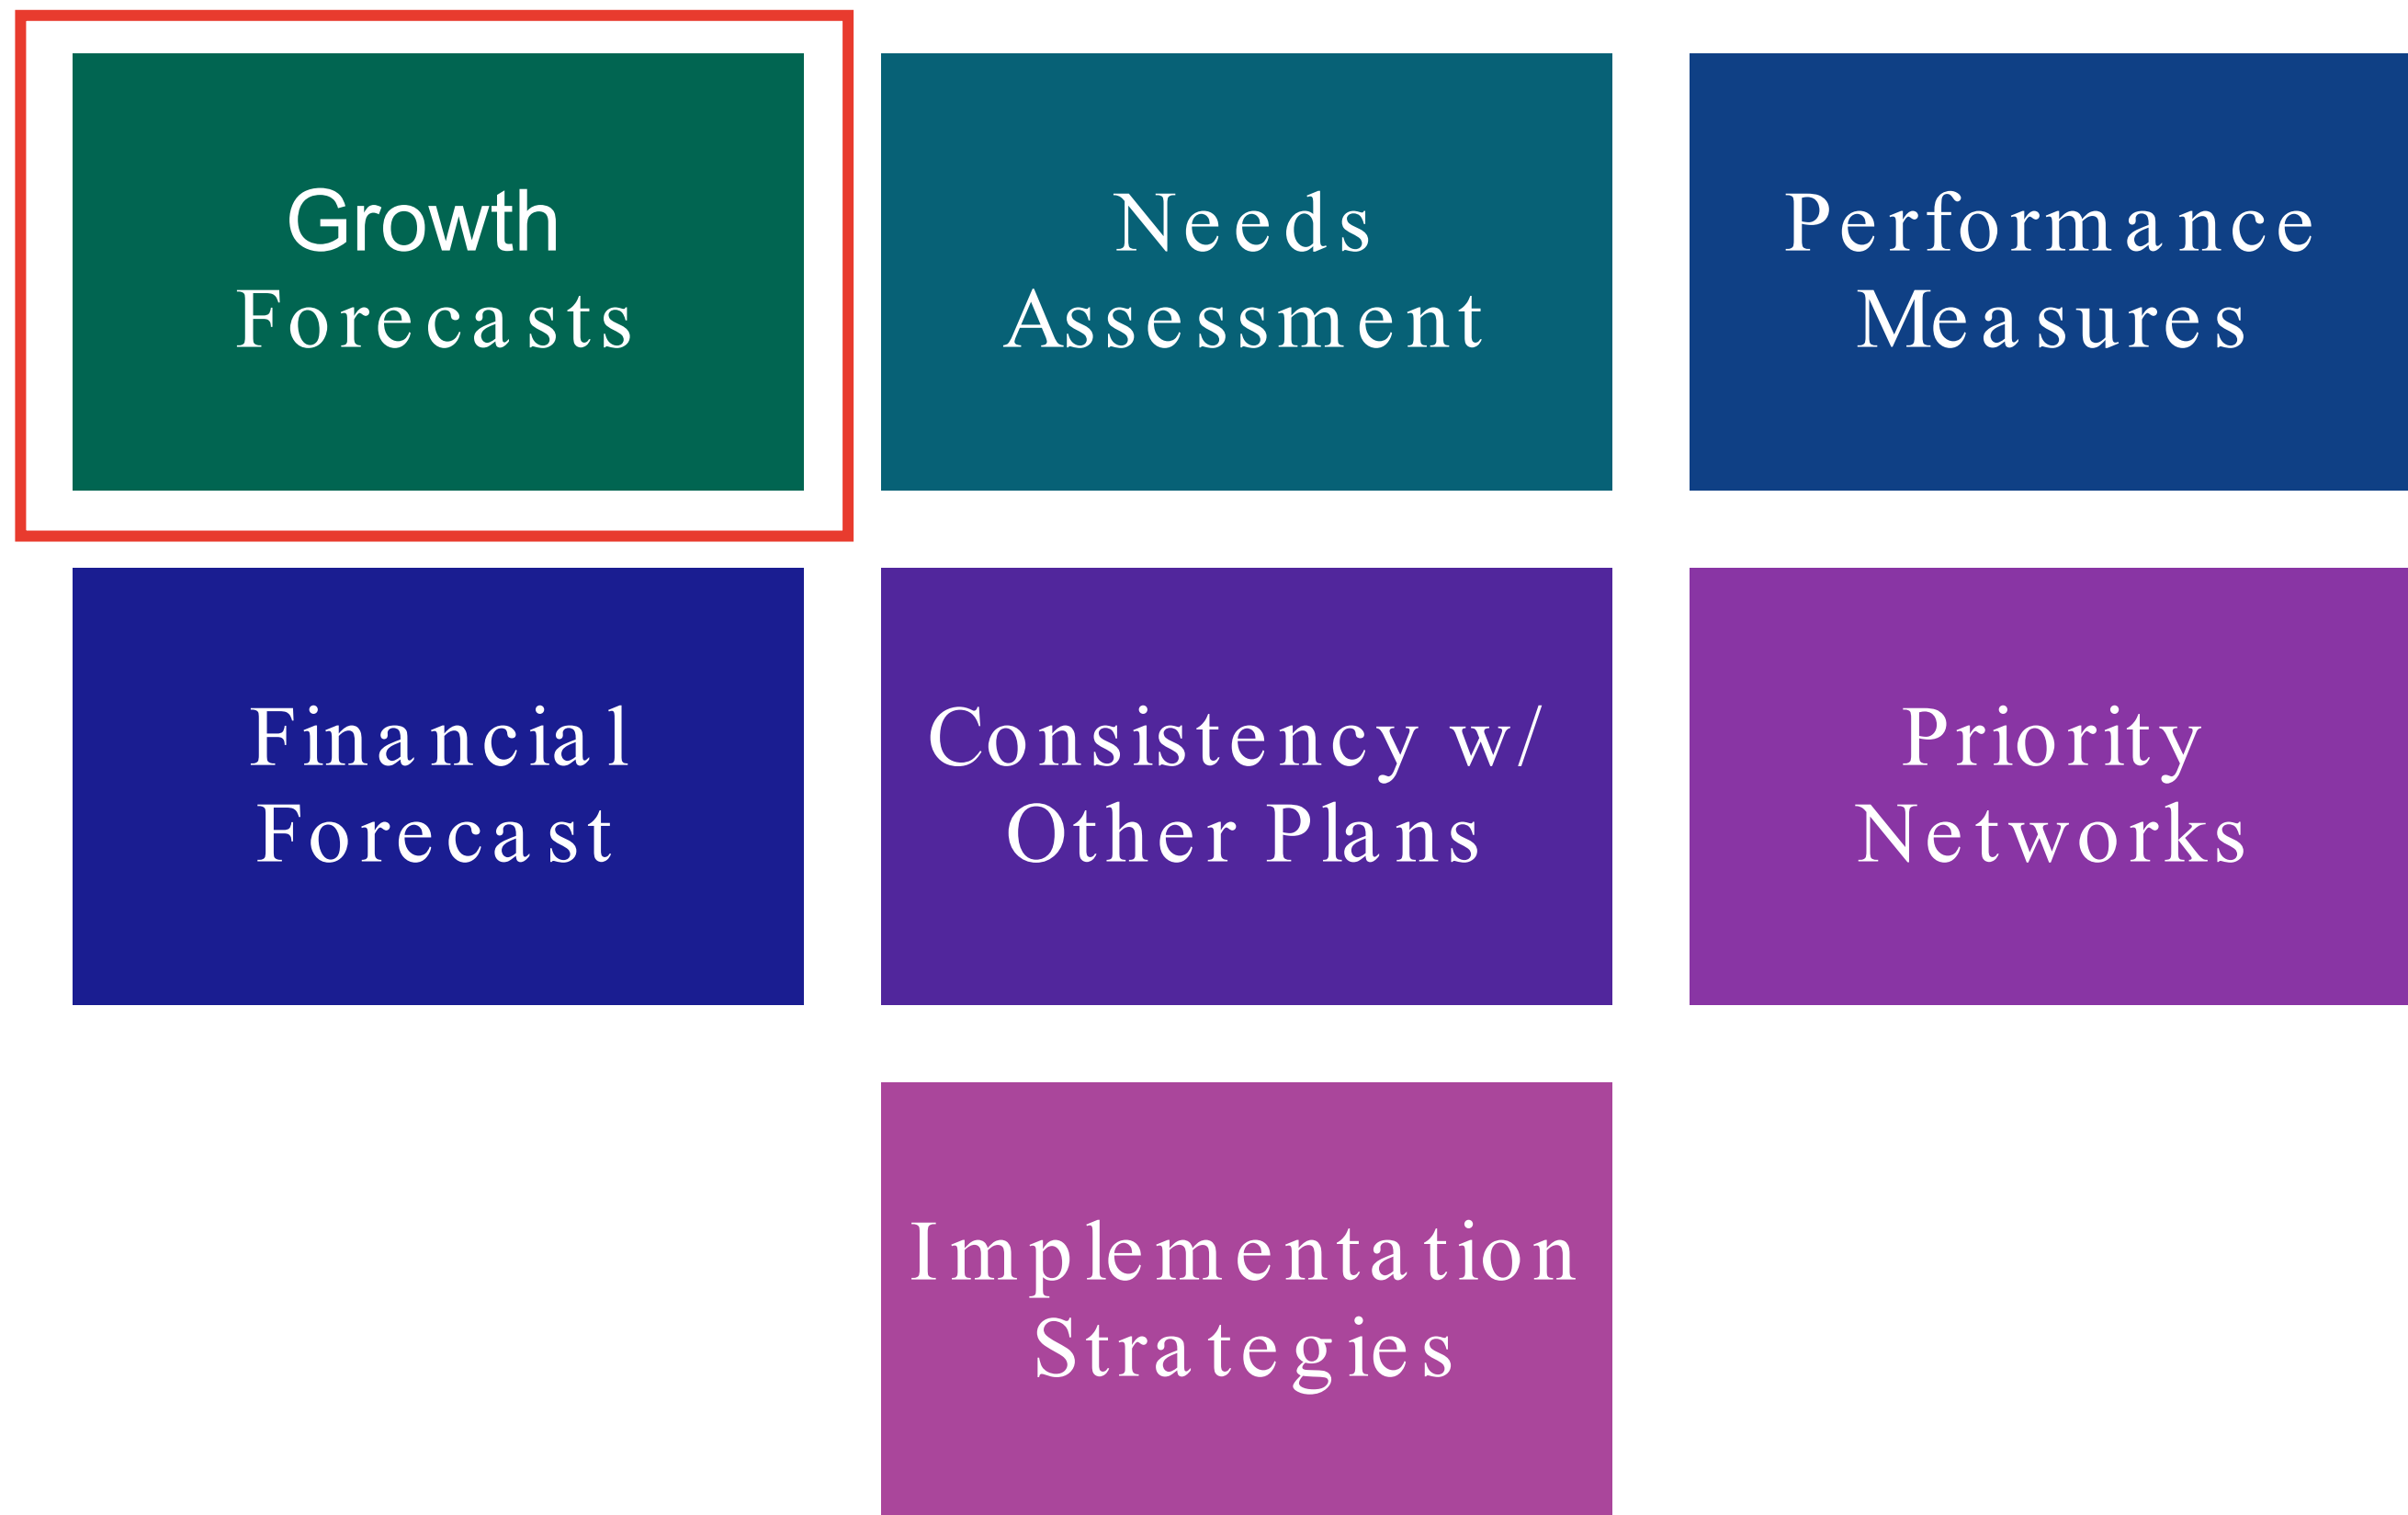 Growth
Forecasts
Needs
Assessment
Performance
Measures
Financial
Forecast
Consistency w/
Other Plans
Priority
Networks
Implementation
Strategies